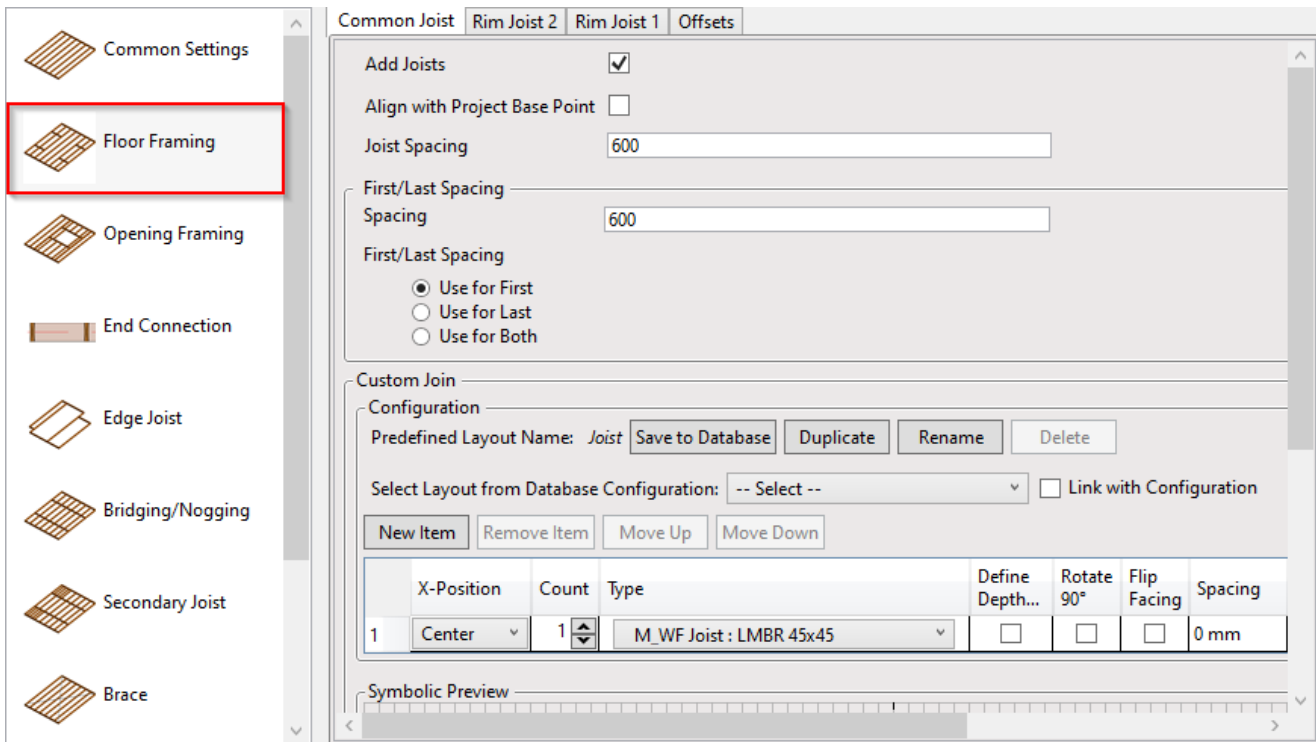 Common Settings
Floor Framing
Opening Framing
End Connection
Edge Joist
Bridging/Nogging
Secondary Joist
Brace
Common Joist Rim Joist 2 Rim Joist 1 Offsets
Add Joists
Align with Project Base Point
Joist Spacing 600
First/Last Spacing
Spacing 600
First/Last Spacing
Use for First
Use for Last
Use for Both
Custom Join
Configuration
Predefined Layout Name: Joist Save to Database Duplicate Rename Delete
Select Layout from Database Configuration: -- Select -- Link with Configuration
New Item Remove Item Move Up Move Down
X-Position Count Type Define Depth... Rotate 90° Flip Facing Spacing
1 Center 1 M_WF Joist : LMBR 45x45 0 mm
Symbolic Preview